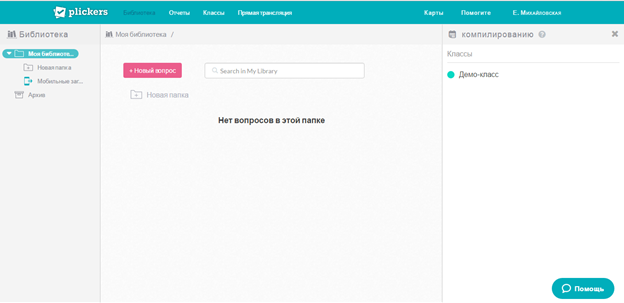 plickers Библиотека Отчеты Классы Прямая трансляция Карты Помогите Е. Михайловская
Библиотека
Моя библиоте...
Новая папка
Мобильные заг...
Архив
Моя библиотека /
+ Новый вопрос Search in My Library
Новая папка
Нет вопросов в этой папке
компилированию ?
Классы
Демо-класс
Помощь